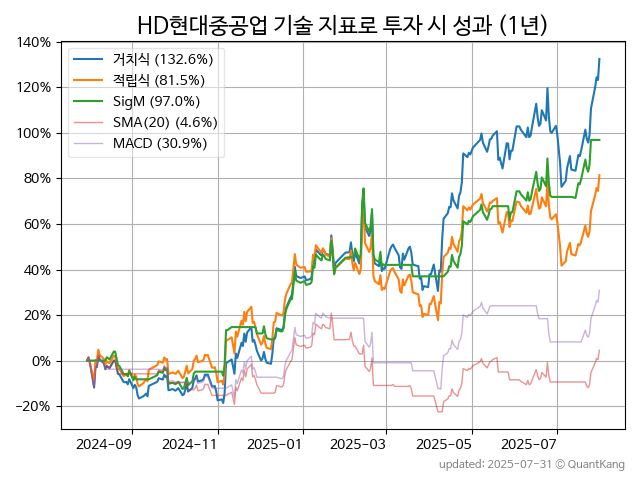 HD현대중공업 기술 지표로 투자 시 성과 (1년)
140%
120%
100%
80%
60%
40%
20%
0%
−20%
거치식 (132.6%)
적립식 (81.5%)
SigM (97.0%)
SMA(20) (4.6%)
MACD (30.9%)
2024-09 2024-11 2025-01 2025-03 2025-05 2025-07
updated: 2025-07-31 © QuantKang